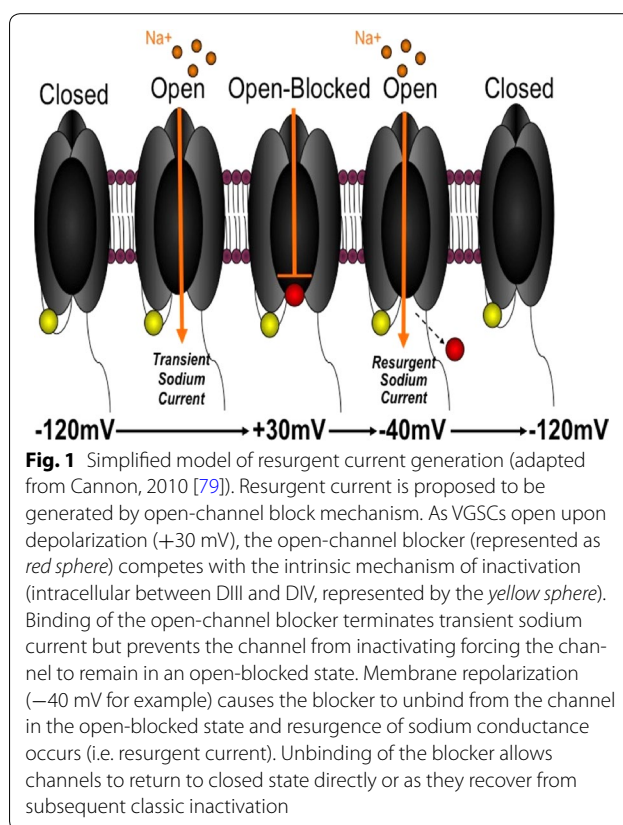 Na+
Na+
Closed
Open
Open-Blocked
Open
Closed
Transient
Sodium
Current
Resurgent
Sodium
Current
-120mV
+30mV
-40mV
-120mV
Fig. 1 Simplified model of resurgent current generation (adapted
from Cannon, 2010 [79]). Resurgent current is proposed to be
generated by open-channel block mechanism. As VGSCs open upon
depolarization (+30 mV), the open-channel blocker (represented as
red sphere) competes with the intrinsic mechanism of inactivation
(intracellular between DIII and DIV, represented by the yellow sphere).
Binding of the open-channel blocker terminates transient sodium
current but prevents the channel from inactivating forcing the chan-
nel to remain in an open-blocked state. Membrane repolarization
(−40 mV for example) causes the blocker to unbind from the channel
in the open-blocked state and resurgence of sodium conductance
occurs (i.e. resurgent current). Unbinding of the blocker allows
channels to return to closed state directly or as they recover from
subsequent classic inactivation